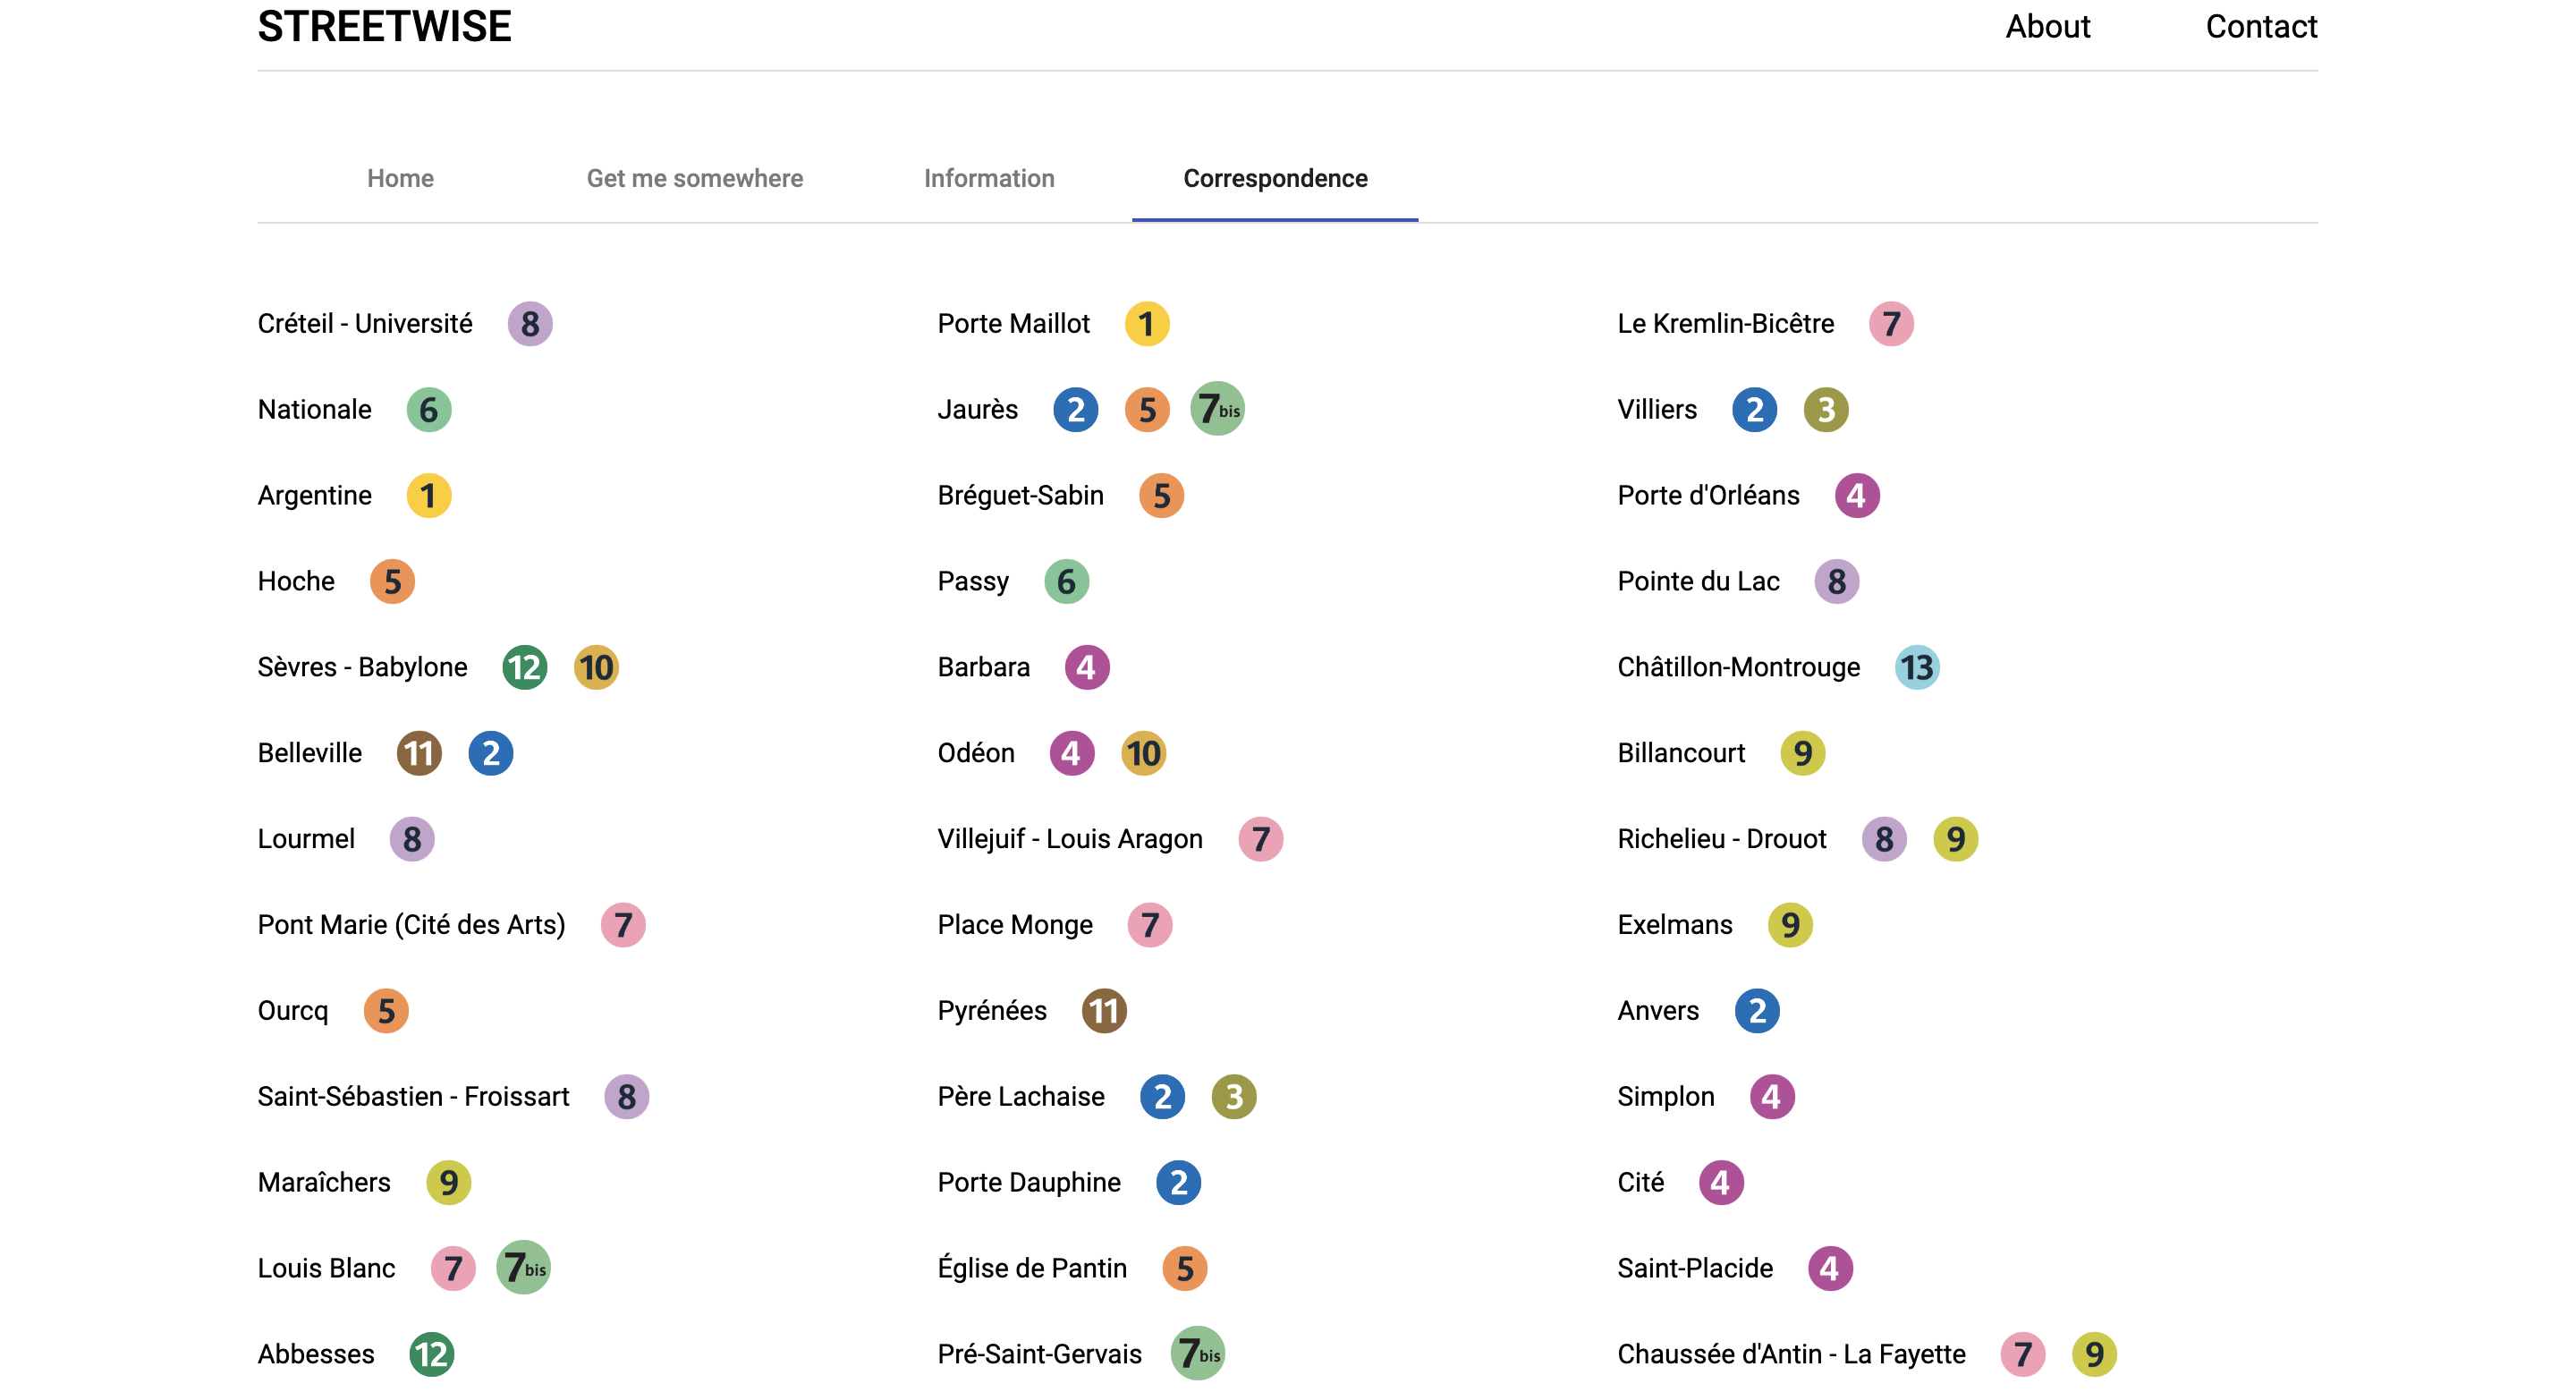 STREETWISE About Contact
Home Get me somewhere Information Correspondence
Créteil - Université 8 Porte Maillot 1 Le Kremlin-Bicêtre 7
Nationale 6 Jaurès 2 5 7bis Villiers 2 3
Argentine 1 Bréguet-Sabin 5 Porte d'Orléans 4
Hoche 5 Passy 6 Pointe du Lac 8
Sèvres - Babylone 12 10 Barbara 4 Châtillon-Montrouge 13
Belleville 11 2 Odéon 4 10 Billancourt 9
Lourmel 8 Villejuif - Louis Aragon 7 Richelieu - Drouot 8 9
Pont Marie (Cité des Arts) 7 Place Monge 7 Exelmans 9
Ourcq 5 Pyrénées 11 Anvers 2
Saint-Sébastien - Froissart 8 Père Lachaise 2 3 Simplon 4
Maraîchers 9 Porte Dauphine 2 Cité 4
Louis Blanc 7 7bis Église de Pantin 5 Saint-Placide 4
Abbesses 12 Pré-Saint-Gervais 7bis Chaussée d'Antin - La Fayette 7 9